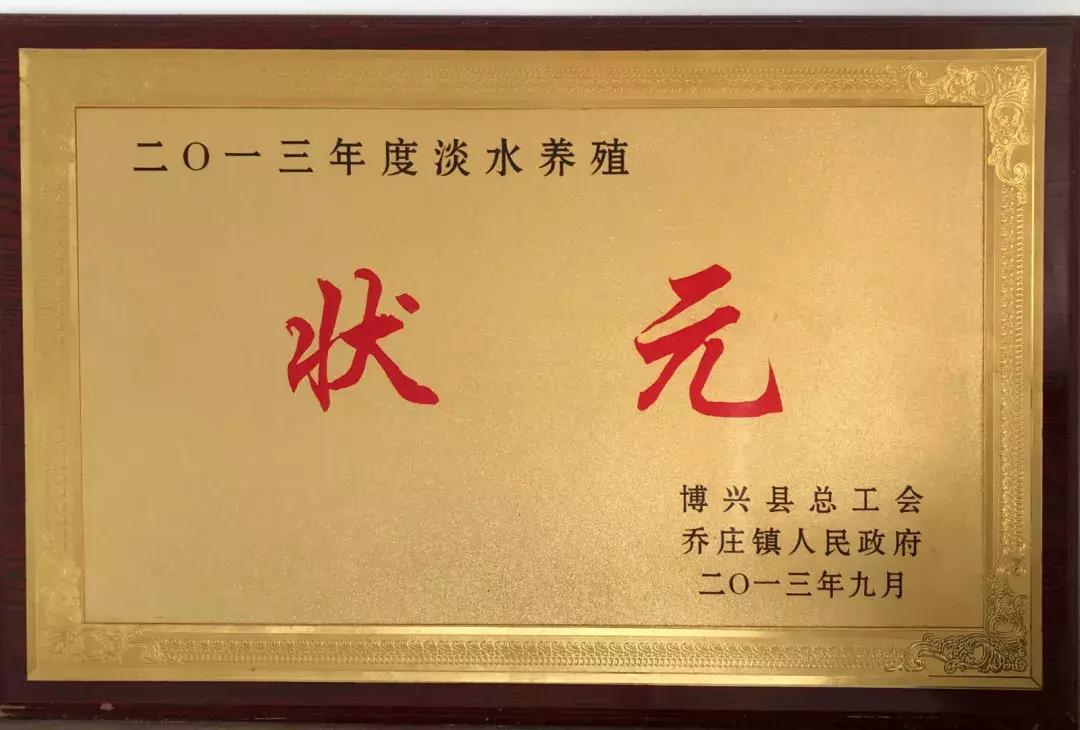 二〇一三年度淡水养殖
状元
博兴县总工会
乔庄镇人民政府
二〇一三年九月